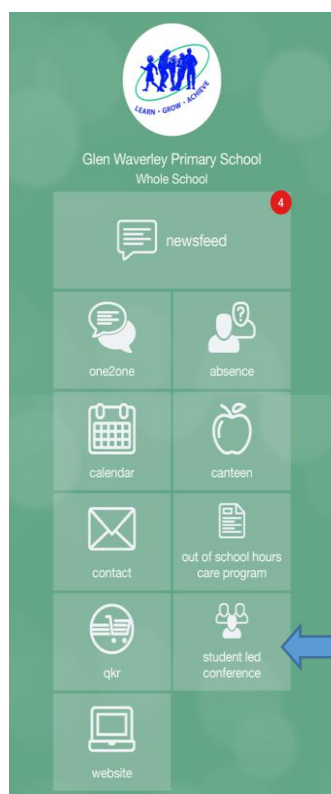 LEARN · GROW · ACHIEVE
Glen Waverley Primary School
Whole School
4
newsfeed
one2one
absence
calendar
canteen
contact
out of school hours
care program
qkr
student led
conference
website